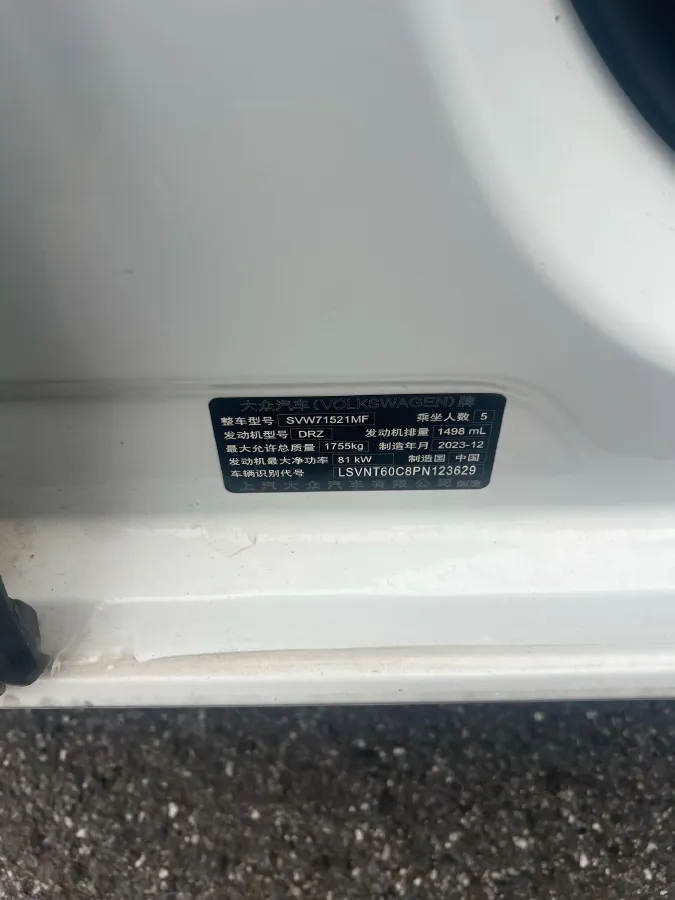 大众汽车(VOLKSWAGEN)牌
整车型号 SVW71521MF 乘坐人数 5
发动机型号 DRZ 发动机排量 1498 mL
最大允许总质量 1755kg 制造年月 2023-12
发动机最大净功率 81 kW 制造国 中国
车辆识别代号 LSVNT60C8PN123629
上汽大众汽车有限公司 制造